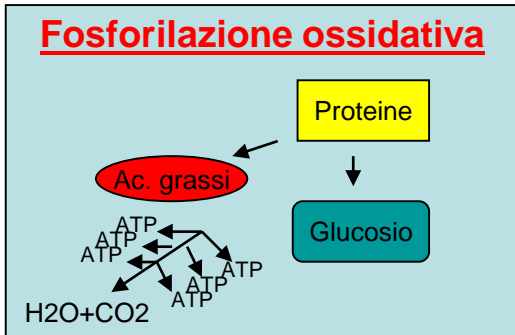 Fosforilazione ossidativa
Proteine
Ac. grassi
Glucosio
ATP
ATP
ATP
ATP
ATP
ATP
H2O+CO2